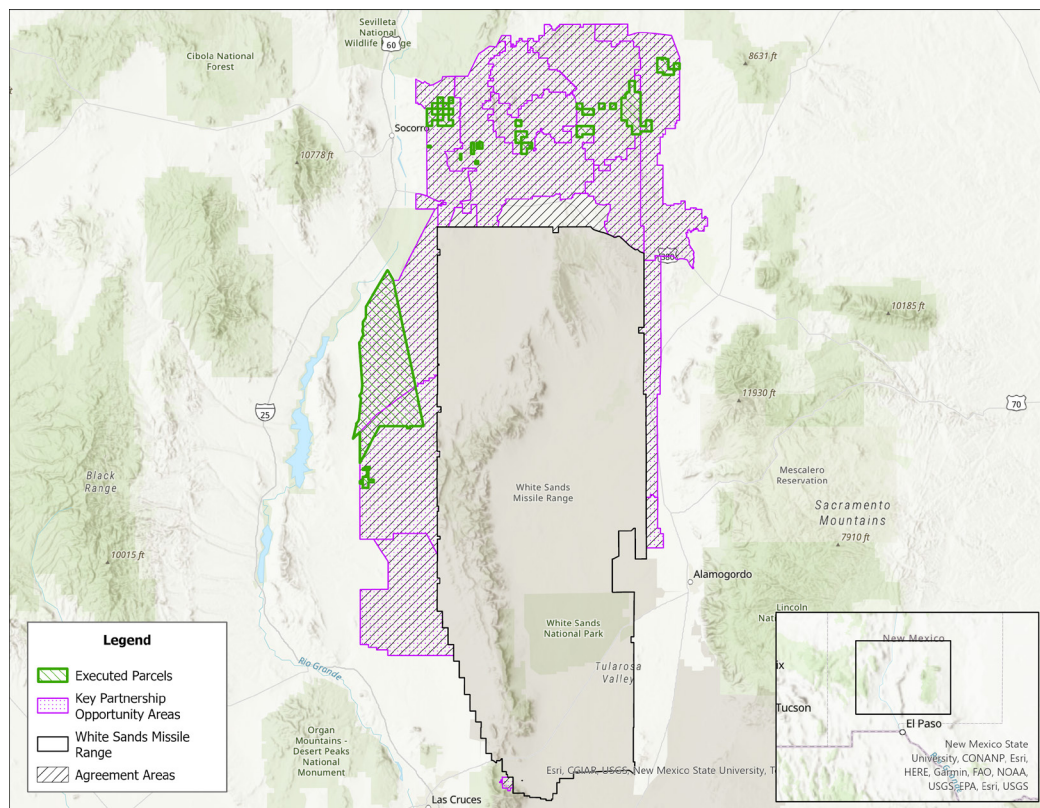 Sevilleta
National
Wildlife Refuge
60
Cibola National
Forest
8631 ft
ft
Socorro
10778 ft
380
10185 ft
11930 ft
25
70
Black
Range
White Sands
Missile Range
Mescalero
Reservation
Sacramento
Mountains
7910 ft
10015 ft
Alamogordo
Lincoln
White Sands
National Park
Tularosa
Valley
Rio Grande
Organ
Mountains -
Desert Peaks
National
Monument
Las Cruces
Esri, CGIAR, USGS, New Mexico State University, T
Legend
Executed Parcels
Key Partnership
Opportunity Areas
White Sands Missile
Range
Agreement Areas
New Mexico
ix
Tucson
El Paso
New Mexico State
University, CONANP, Esri,
HERE, Garmin, FAO, NOAA,
USGS, EPA, Esri, USGS